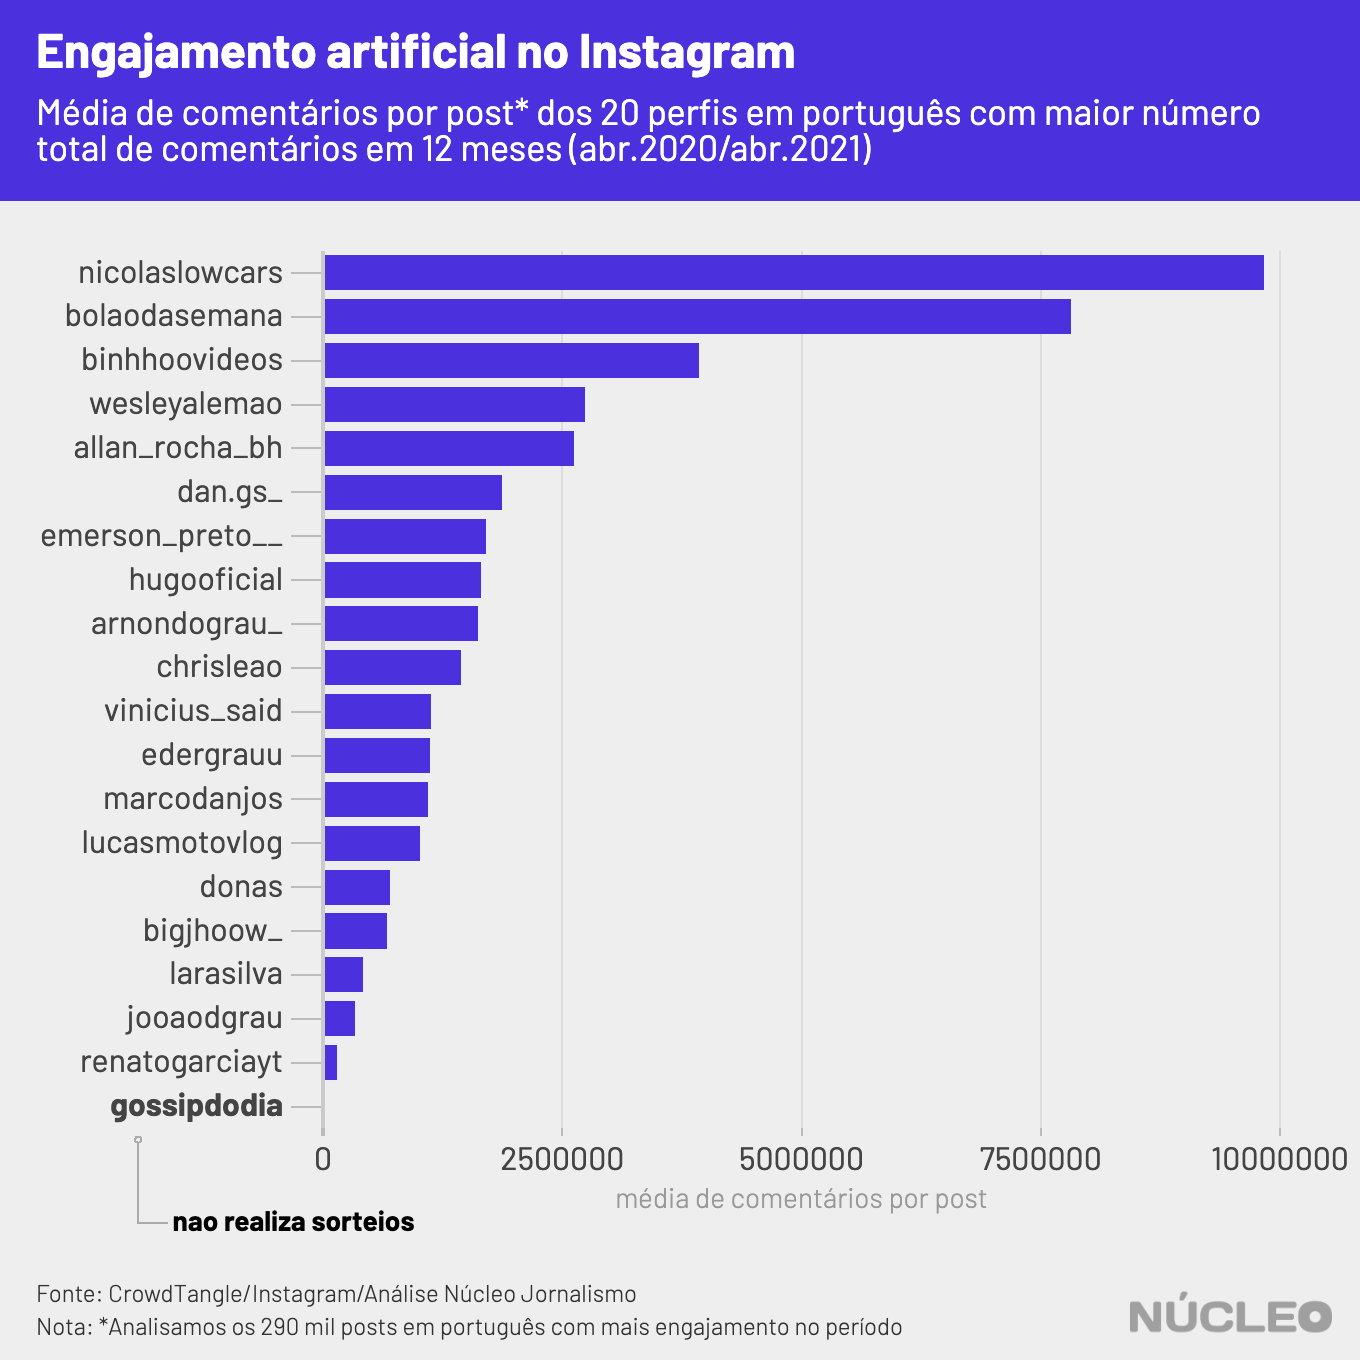 Engajamento artificial no Instagram
Média de comentários por post* dos 20 perfis em português com maior número
total de comentários em 12 meses (abr.2020/abr.2021)
nicolaslowcars
bolaodasemana
binhhoovideos
wesleyalemao
allan_rocha_bh
dan.gs_
emerson_preto__
hugooficial
arnondograu_
chrisleao
vinicius_said
edergrauu
marcodanjos
lucasmotovlog
donas
bigjhoow_
larasilva
jooaodgrau
renatogarciayt
gossipdodia
0 2500000 5000000 7500000 10000000
média de comentários por post
nao realiza sorteios
Fonte: CrowdTangle/Instagram/Análise Núcleo Jornalismo
Nota: *Analisamos os 290 mil posts em português com mais engajamento no período
NÚCLEO